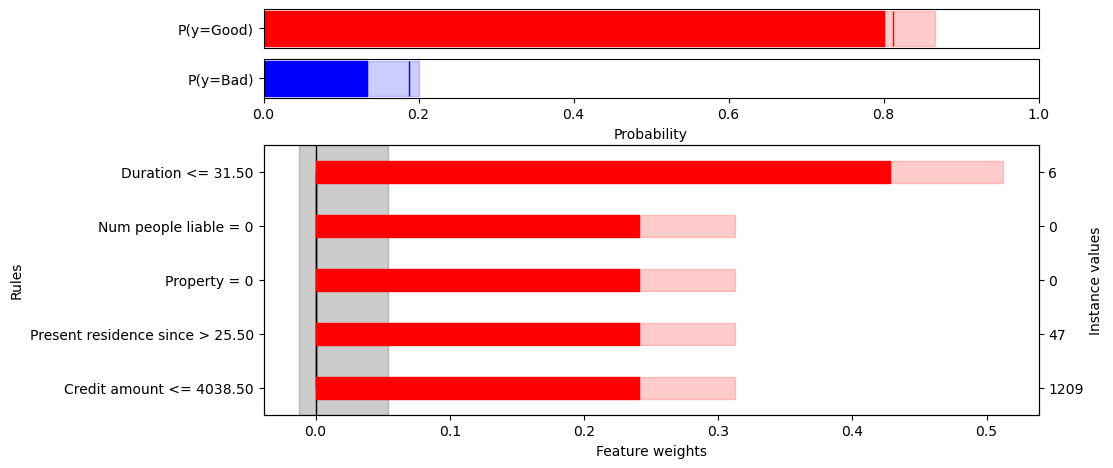 P(y=Good)
P(y=Bad)
0.0 0.2 0.4 0.6 0.8 1.0
Probability
Duration <= 31.50 6
Num people liable = 0 0
Property = 0 0
Present residence since > 25.50 47
Credit amount <= 4038.50 1209
Rules
Instance values
0.0 0.1 0.2 0.3 0.4 0.5
Feature weights